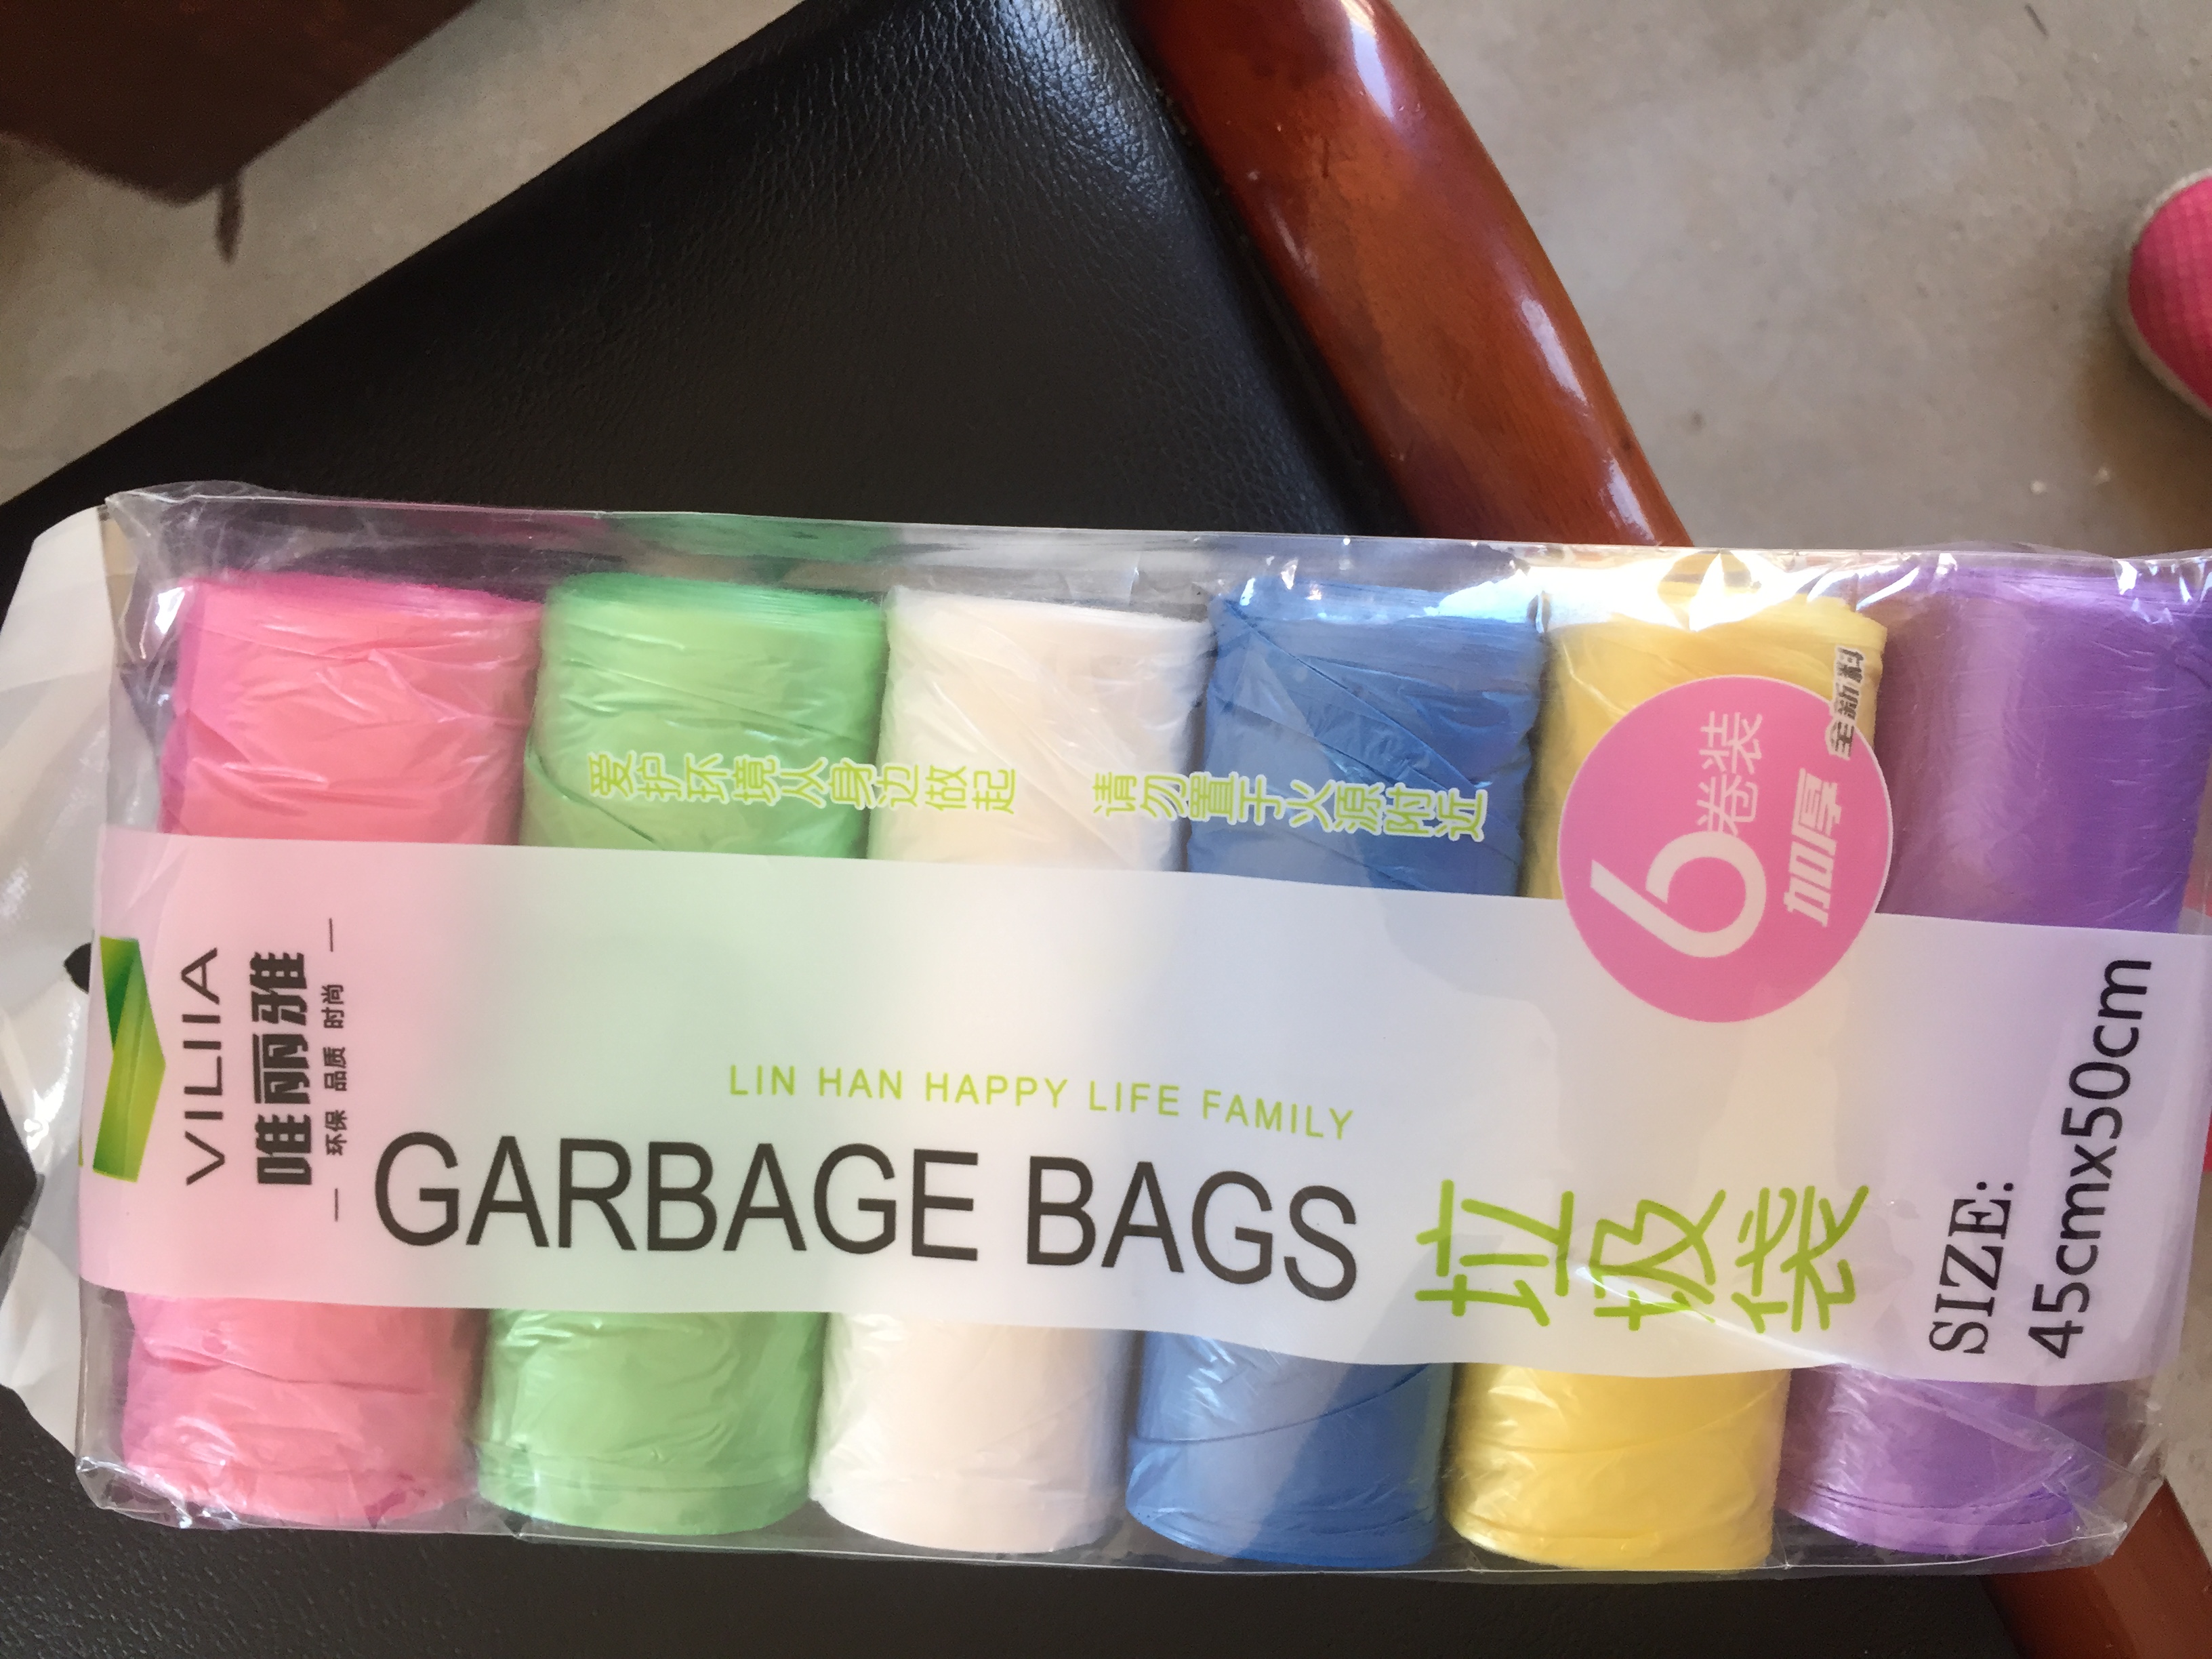 VILIIA
唯丽雅
— 环保 品质 时尚 —
爱护环境从身边做起
请勿置于火源附近
LIN HAN HAPPY LIFE FAMILY
GARBAGE BAGS
垃圾袋
6卷装
加厚
全新料
SIZE:
45cmx50cm